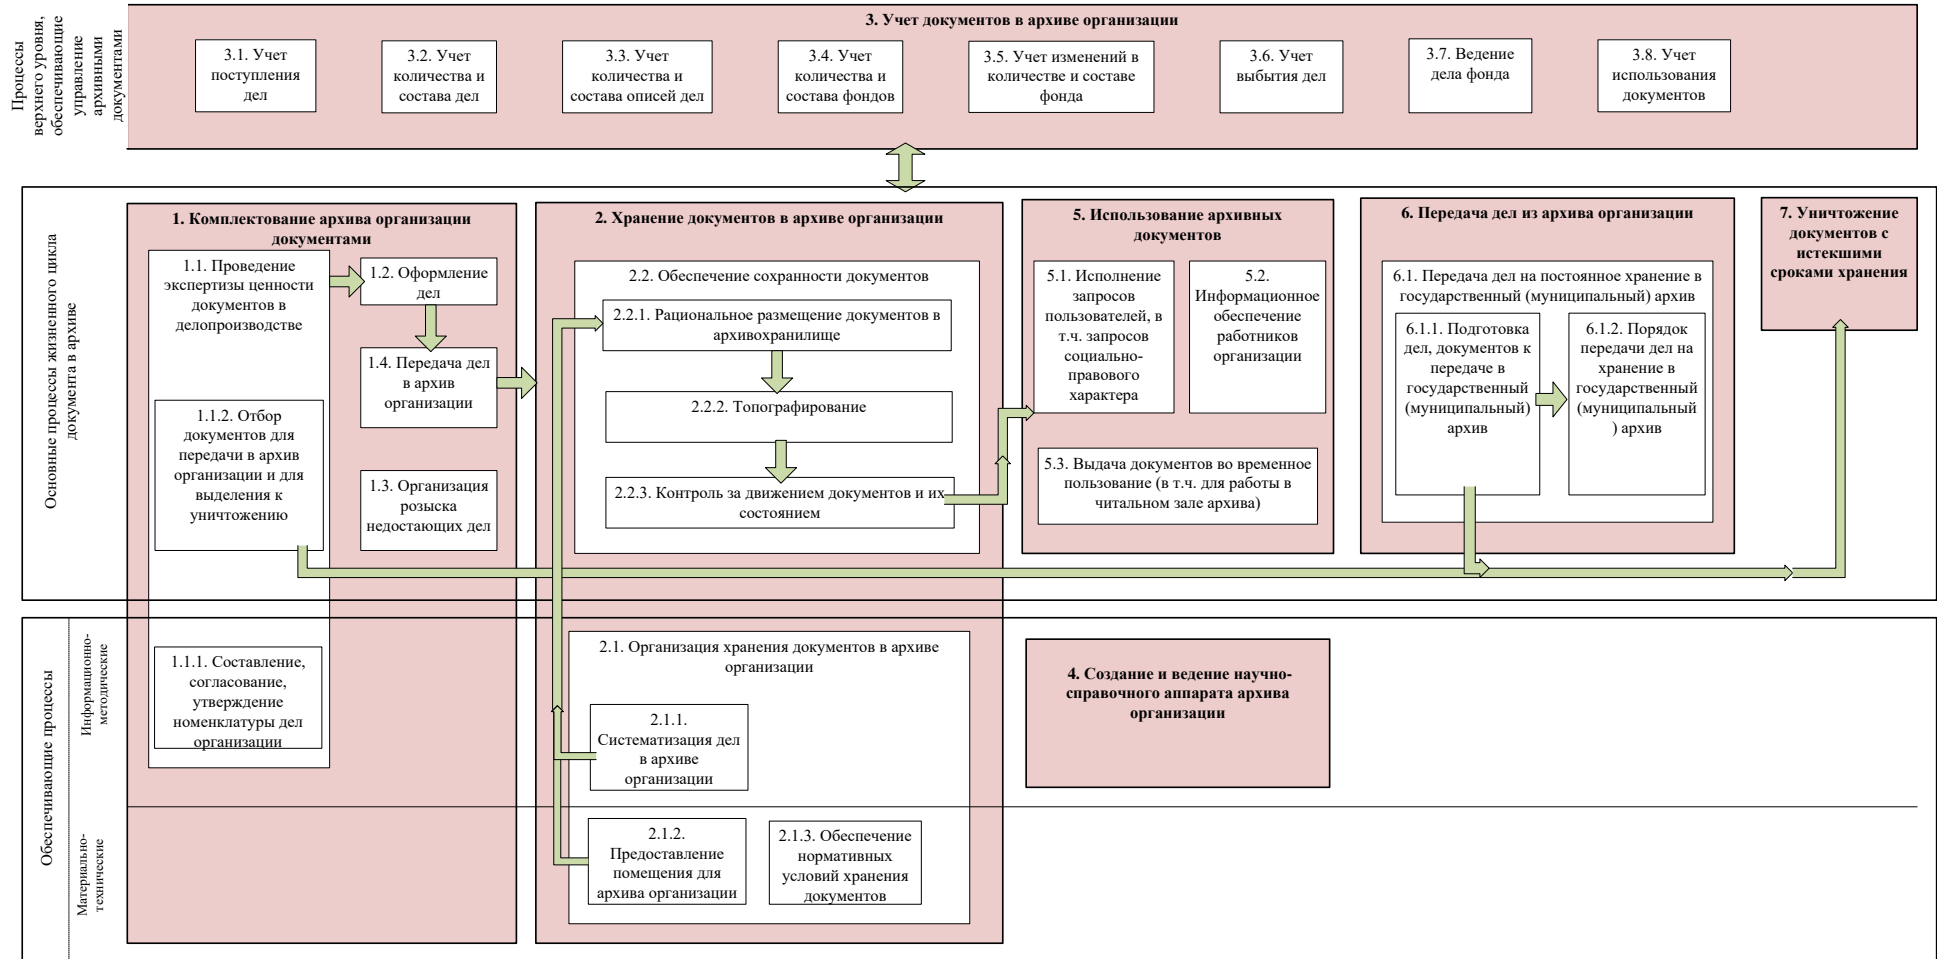 Процессы
верхнего уровня,
обеспечивающие
управление
архивными
документами
3. Учет документов в архиве организации
3.1. Учет
поступления
дел
3.2. Учет
количества и
состава дел
3.3. Учет
количества и
состава описей дел
3.4. Учет
количества и
состава фондов
3.5. Учет изменений в
количестве и составе
фонда
3.6. Учет
выбытия дел
3.7. Ведение
дела фонда
3.8. Учет
использования
документов
Основные процессы жизненного цикла
документа в архиве
1. Комплектование архива организации
документами
1.1. Проведение
экспертизы ценности
документов в
делопроизводстве
1.2. Оформление
дел
1.4. Передача дел
в архив
организации
1.1.2. Отбор
документов для
передачи в архив
организации и для
выделения к
уничтожению
1.3. Организация
розыска
недостающих дел
2. Хранение документов в архиве организации
2.2. Обеспечение сохранности документов
2.2.1. Рациональное размещение документов в
архивохранилище
2.2.2. Топографирование
2.2.3. Контроль за движением документов и их
состоянием
5. Использование архивных
документов
5.1. Исполнение
запросов
пользователей, в
т.ч. запросов
социально-
правового
характера
5.2.
Информационное
обеспечение
работников
организации
5.3. Выдача документов во временное
пользование (в т.ч. для работы в
читальном зале архива)
6. Передача дел из архива организации
6.1. Передача дел на постоянное хранение в
государственный (муниципальный) архив
6.1.1. Подготовка
дел, документов к
передаче в
государственный
(муниципальный)
архив
6.1.2. Порядок
передачи дел на
хранение в
государственный
(муниципальный
) архив
7. Уничтожение
документов с
истекшими
сроками хранения
Обеспечивающие процессы
Информационно-
методические
1.1.1. Составление,
согласование,
утверждение
номенклатуры дел
организации
2.1. Организация хранения документов в архиве
организации
2.1.1.
Систематизация дел
в архиве
организации
4. Создание и ведение научно-
справочного аппарата архива
организации
Материально-
технические
2.1.2.
Предоставление
помещения для
архива организации
2.1.3. Обеспечение
нормативных
условий хранения
документов